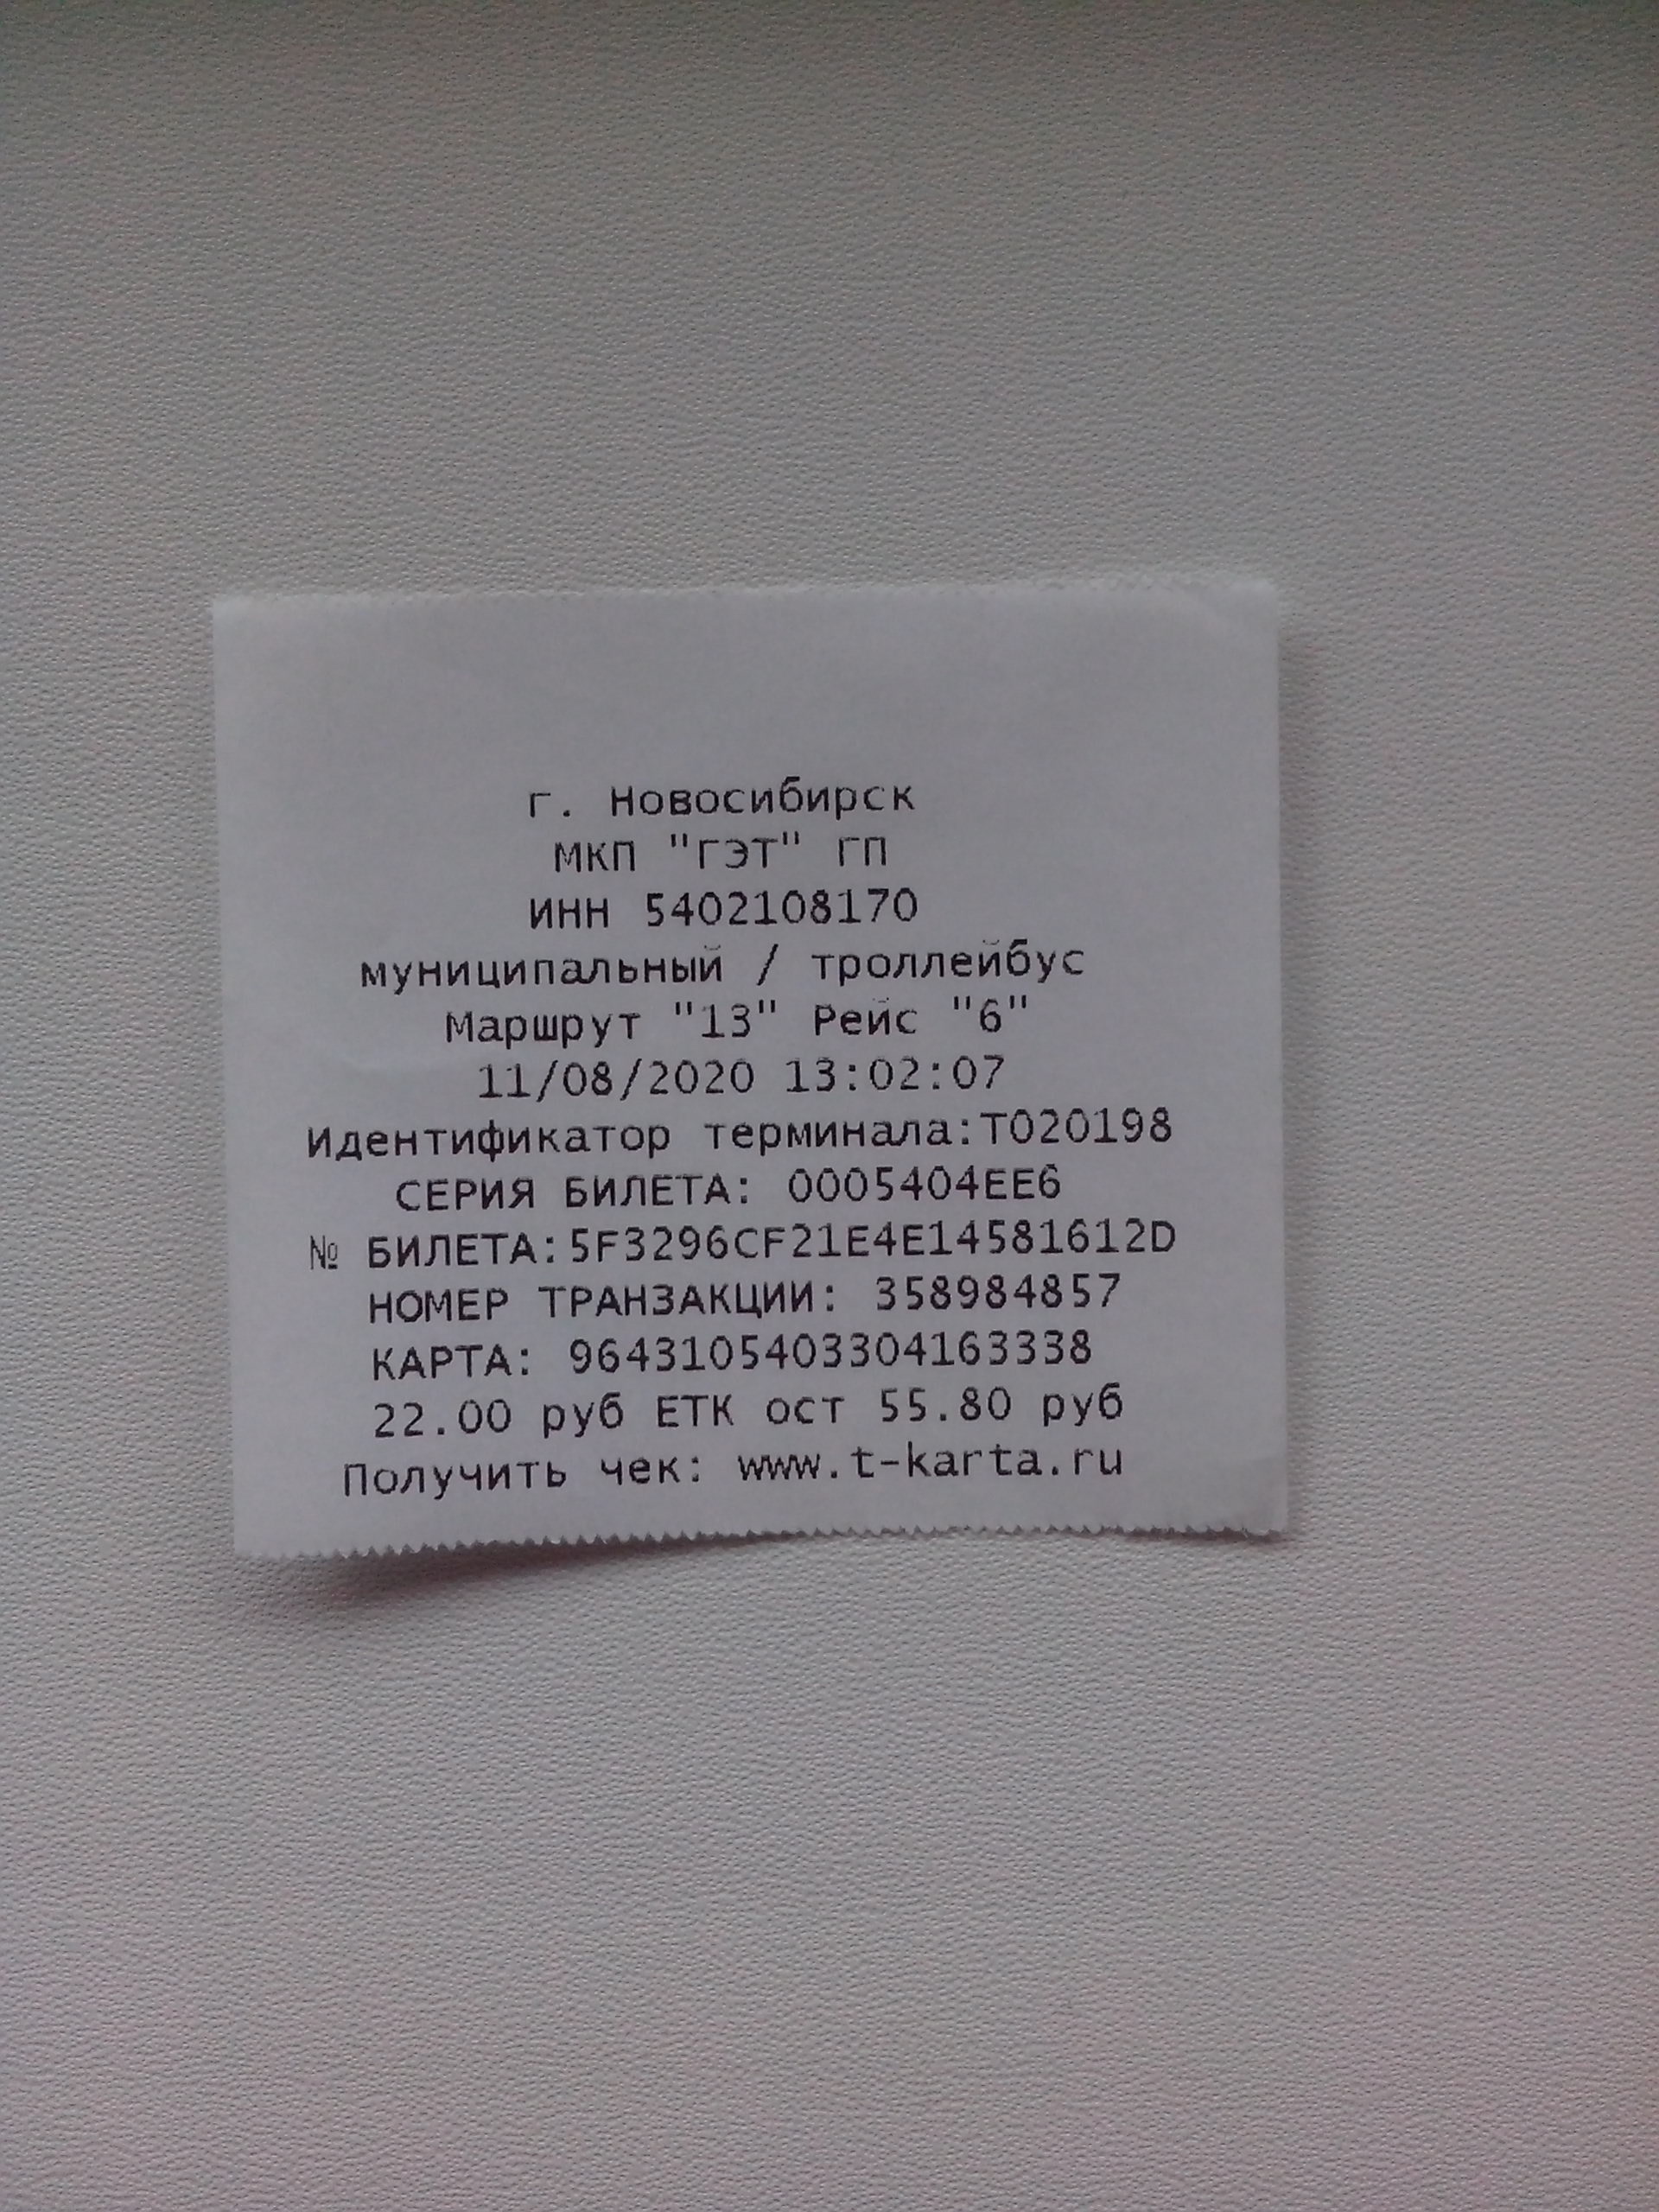 г. Новосибирск
МКП "ГЭТ" ГП
ИНН 5402108170
муниципальный / троллейбус
Маршрут "13" Рейс "6"
11/08/2020 13:02:07
Идентификатор терминала:T020198
СЕРИЯ БИЛЕТА: 0005404EE6
№ БИЛЕТА:5F3296CF21E4E14581612D
НОМЕР ТРАНЗАКЦИИ: 358984857
КАРТА: 9643105403304163338
22.00 руб ЕТК ост 55.80 руб
Получить чек: www.t-karta.ru